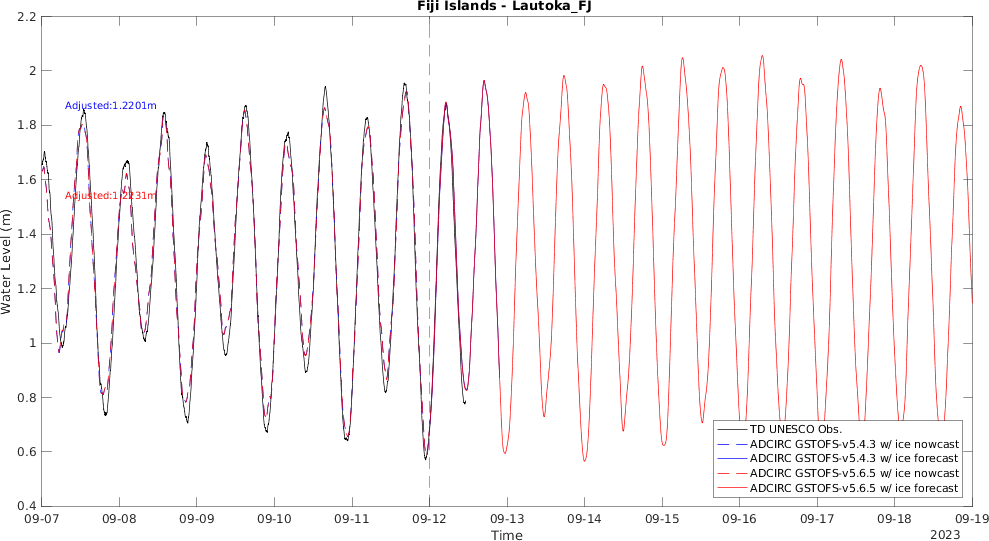 Fiji Islands - Lautoka_FJ
2.2
2
1.8
1.6
1.4
1.2
1
0.8
0.6
0.4
Water Level (m)
Adjusted:1.2201m
Adjusted:1.2231m
TD UNESCO Obs.
ADCIRC GSTOFS-v5.4.3 w/ ice nowcast
ADCIRC GSTOFS-v5.4.3 w/ ice forecast
ADCIRC GSTOFS-v5.6.5 w/ ice nowcast
ADCIRC GSTOFS-v5.6.5 w/ ice forecast
09-07 09-08 09-09 09-10 09-11 09-12 09-13 09-14 09-15 09-16 09-17 09-18 09-19
Time
2023